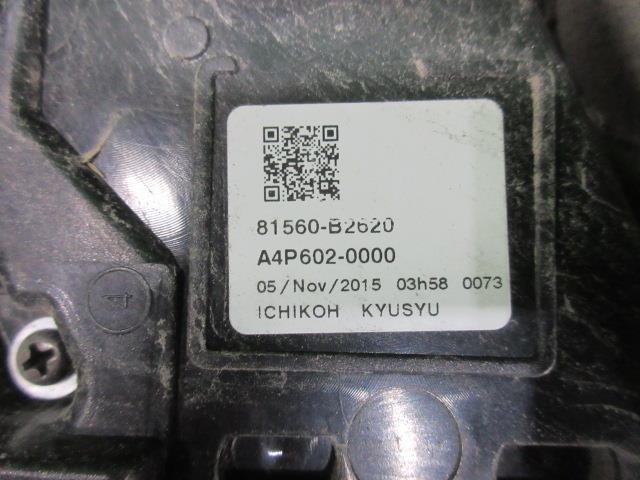 81560-B2620
A4P602-0000
05/Nov/2015 03h58 0073
ICHIKOH KYUSYU